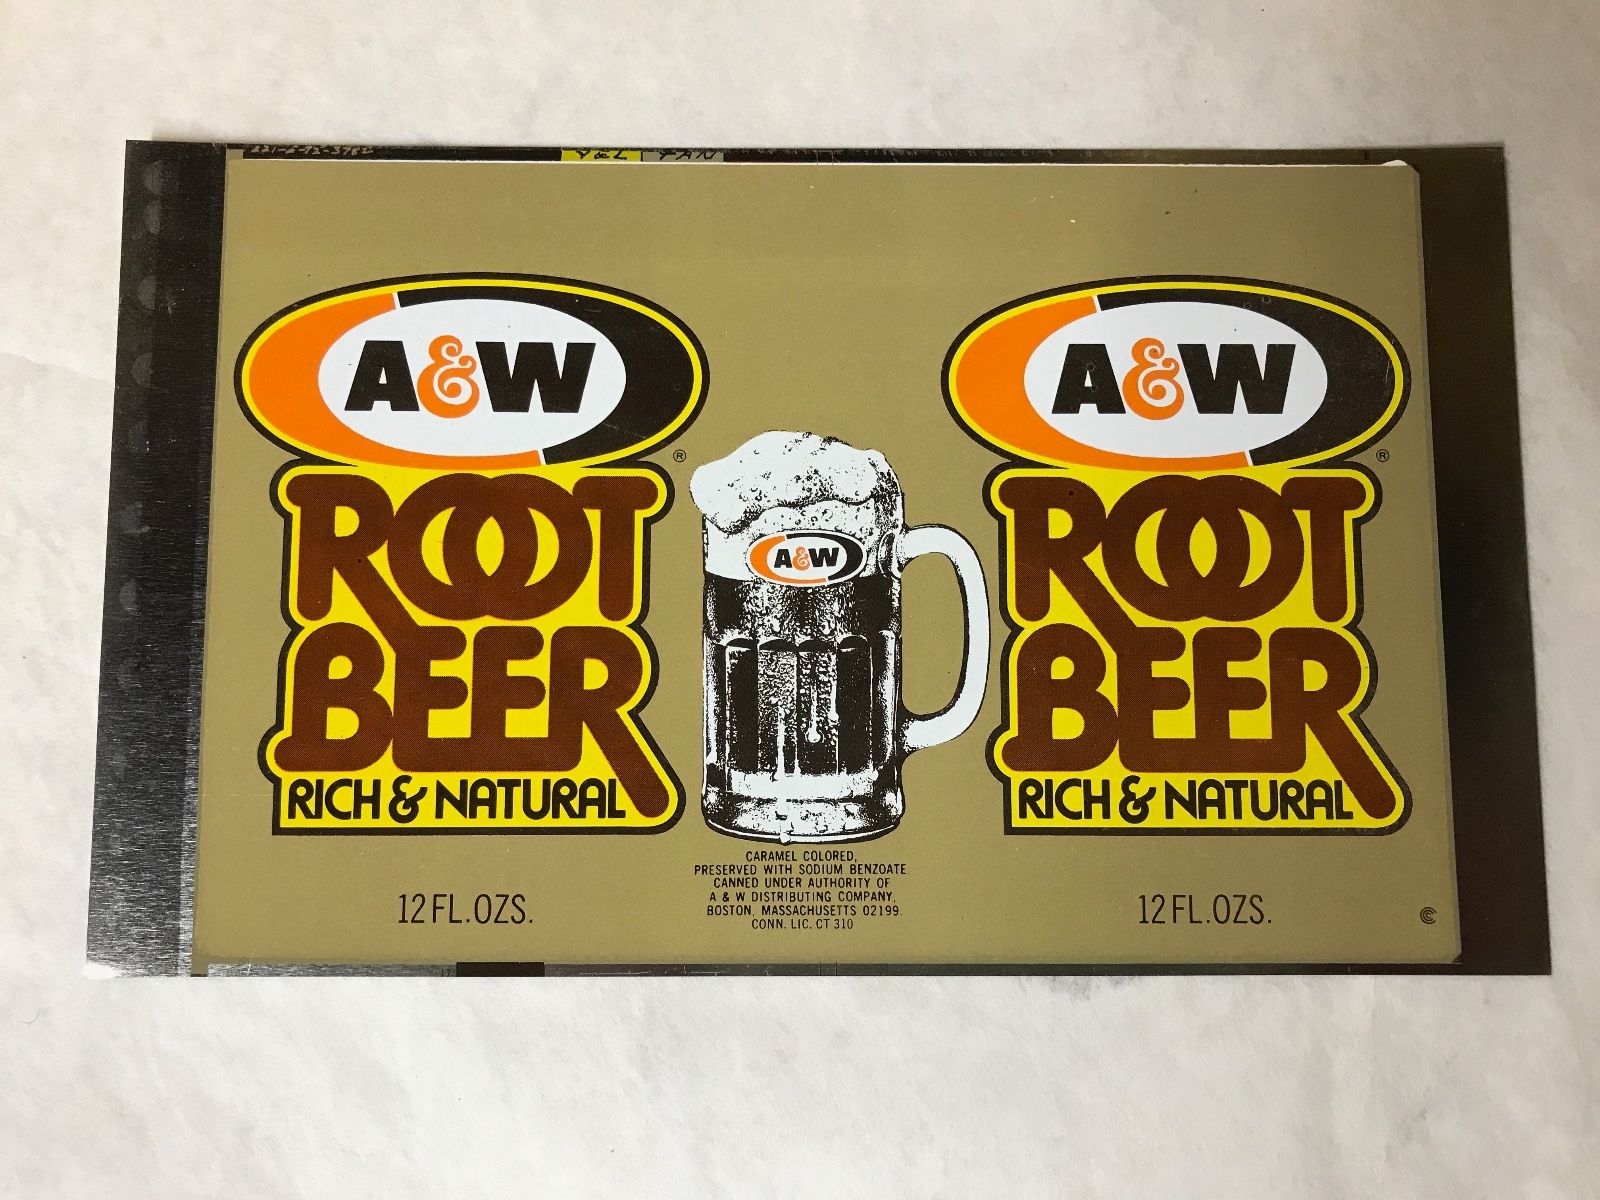 A&W
®
ROOT
BEER
RICH & NATURAL
12 FL. OZS.
A&W
CARAMEL COLORED,
PRESERVED WITH SODIUM BENZOATE
CANNED UNDER AUTHORITY OF
A & W DISTRIBUTING COMPANY,
BOSTON, MASSACHUSETTS 02199
CONN. LIC. CT 310
A&W
®
ROOT
BEER
RICH & NATURAL
12 FL. OZS.